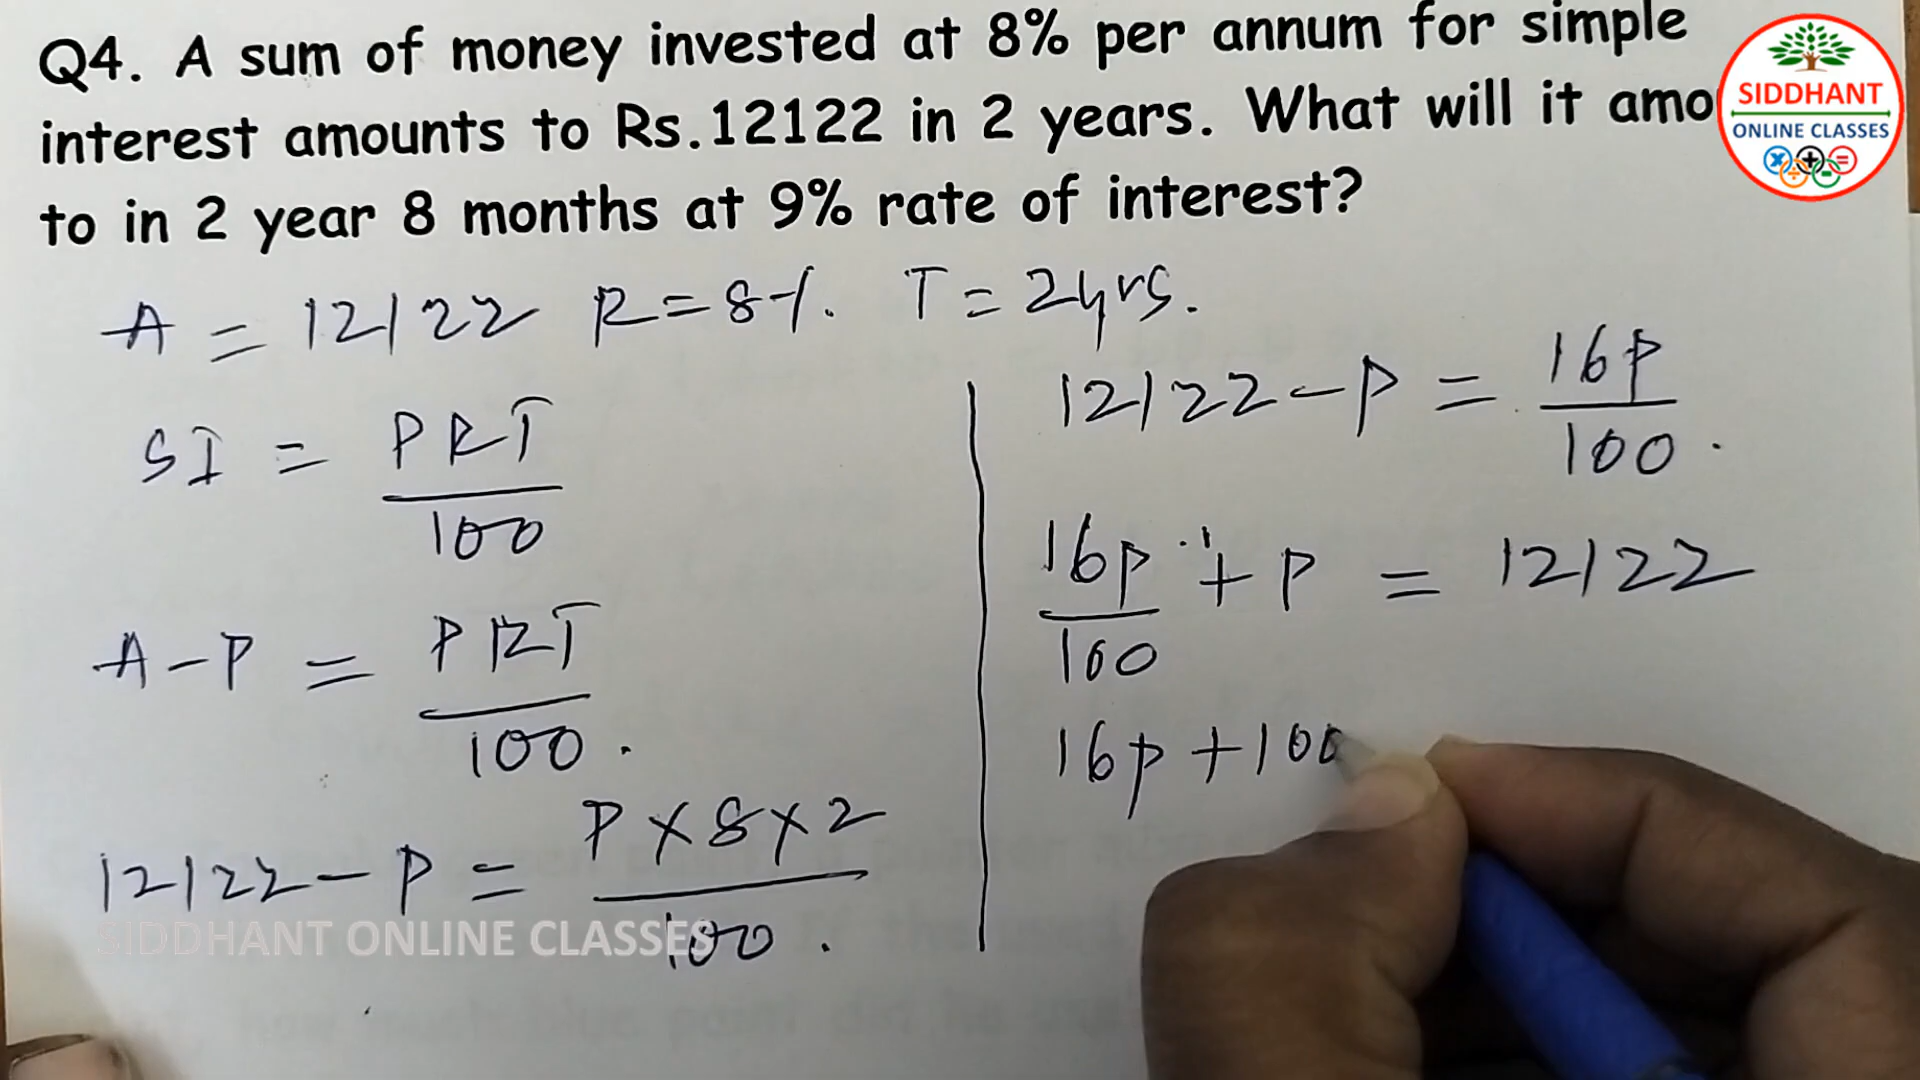 Q4. A sum of money invested at 8% per annum for simple
interest amounts to Rs.12122 in 2 years. What will it amo
to in 2 year 8 months at 9% rate of interest?
SIDDHANT
ONLINE CLASSES
A = 12122 R = 8%. T = 2yrs.
SI = PRT
100
A - P = PRT
100.
12122 - P = P x 8 x 2
100.
12122 - P = 16P
100.
16P + P = 12122
100
16P + 100
SIDDHANT ONLINE CLASSES